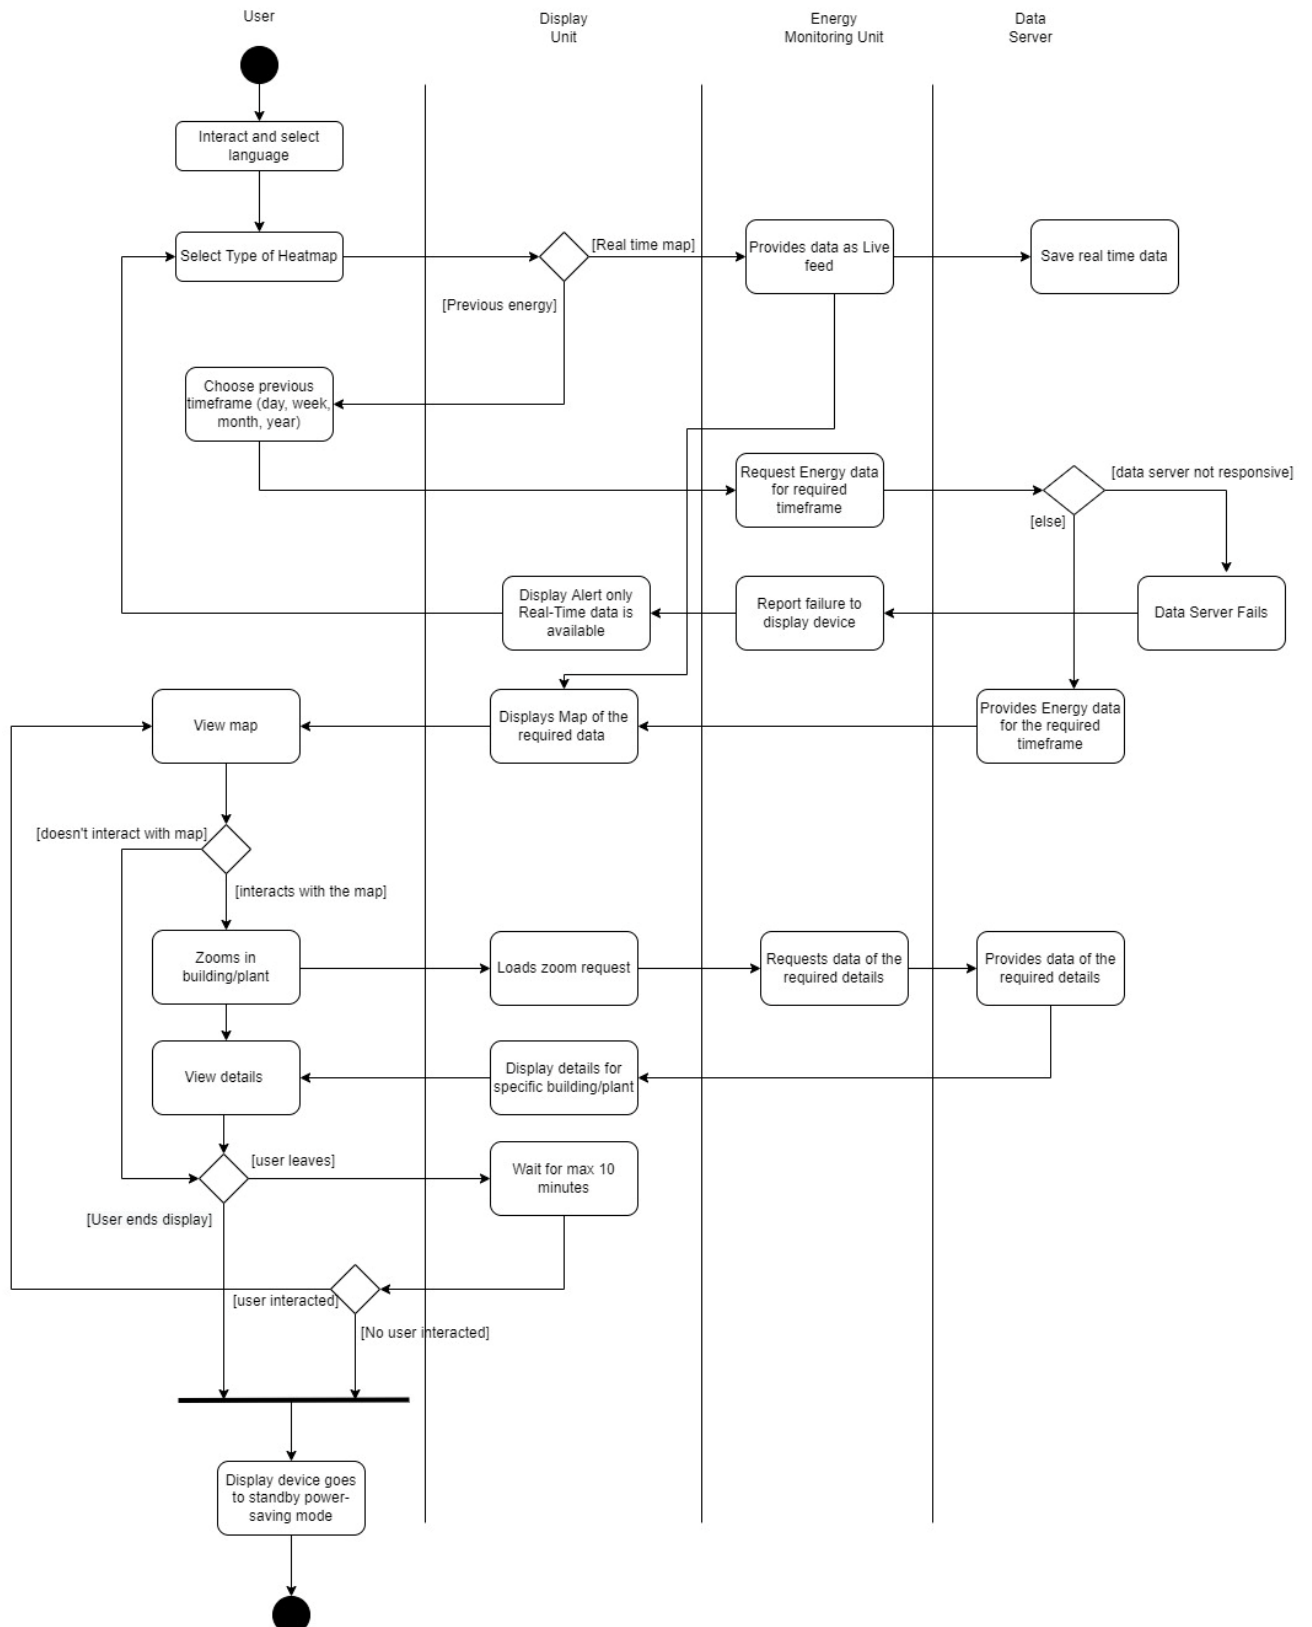 User
Display
Unit
Energy
Monitoring Unit
Data
Server
Interact and select
language
Select Type of Heatmap
[Real time map]
Provides data as Live
feed
Save real time data
[Previous energy]
Choose previous
timeframe (day, week,
month, year)
Request Energy data
for required
timeframe
[data server not responsive]
[else]
Display Alert only
Real-Time data is
available
Report failure to
display device
Data Server Fails
View map
Displays Map of the
required data
Provides Energy data
for the required
timeframe
[doesn't interact with map]
[interacts with the map]
Zooms in
building/plant
Loads zoom request
Requests data of the
required details
Provides data of the
required details
View details
Display details for
specific building/plant
[user leaves]
Wait for max 10
minutes
[User ends display]
[user interacted]
[No user interacted]
Display device goes
to standby power-
saving mode